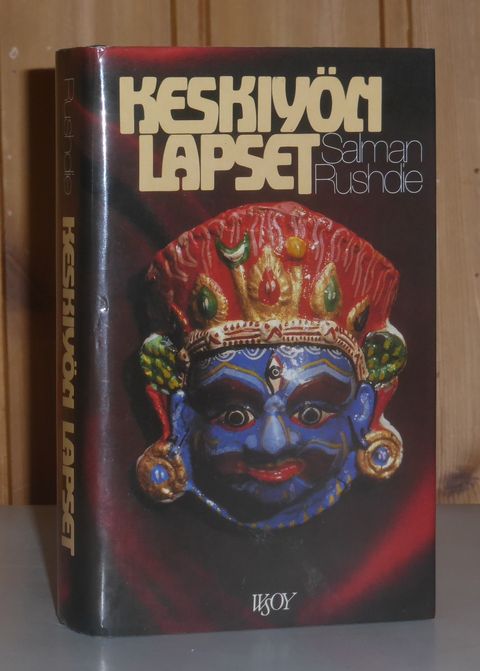 KESKIYÖN
LAPSET
Salman
Rushdie
WSOY
Rushdie KESKIYÖN LAPSET